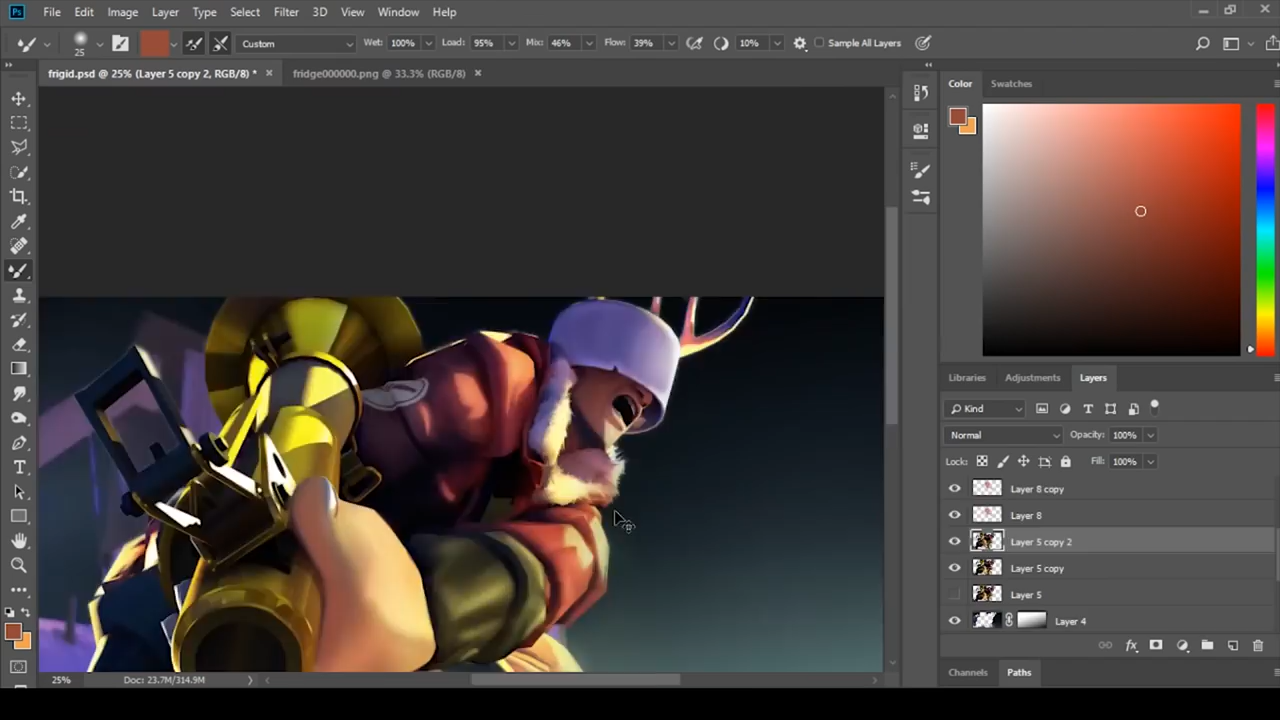 Ps File Edit Image Layer Type Select Filter 3D View Window Help
25 Custom Wet: 100% Load: 95% Mix: 46% Flow: 39% 10% Sample All Layers
frigid.psd @ 25% (Layer 5 copy 2, RGB/8) * × fridge000000.png @ 33.3% (RGB/8) ×
Color Swatches
Libraries Adjustments Layers
Kind
Normal Opacity: 100%
Lock: Fill: 100%
Layer 8 copy
Layer 8
Layer 5 copy 2
Layer 5 copy
Layer 5
Layer 4
fx
Channels Paths
25% Doc: 23.7M/314.9M